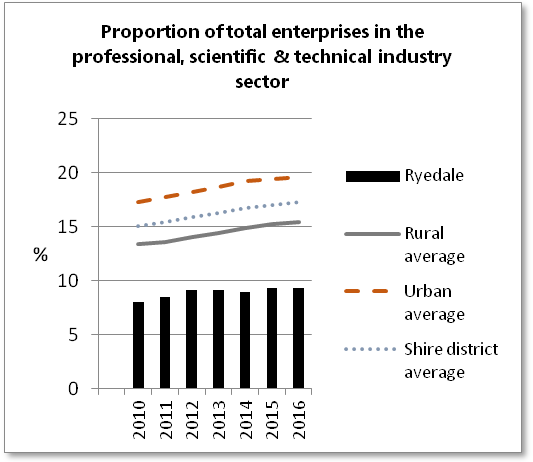 Proportion of total enterprises in the
professional, scientific & technical industry
sector
25
20
15
10
5
0
%
2010
2011
2012
2013
2014
2015
2016
Ryedale
Rural
average
Urban
average
Shire district
average